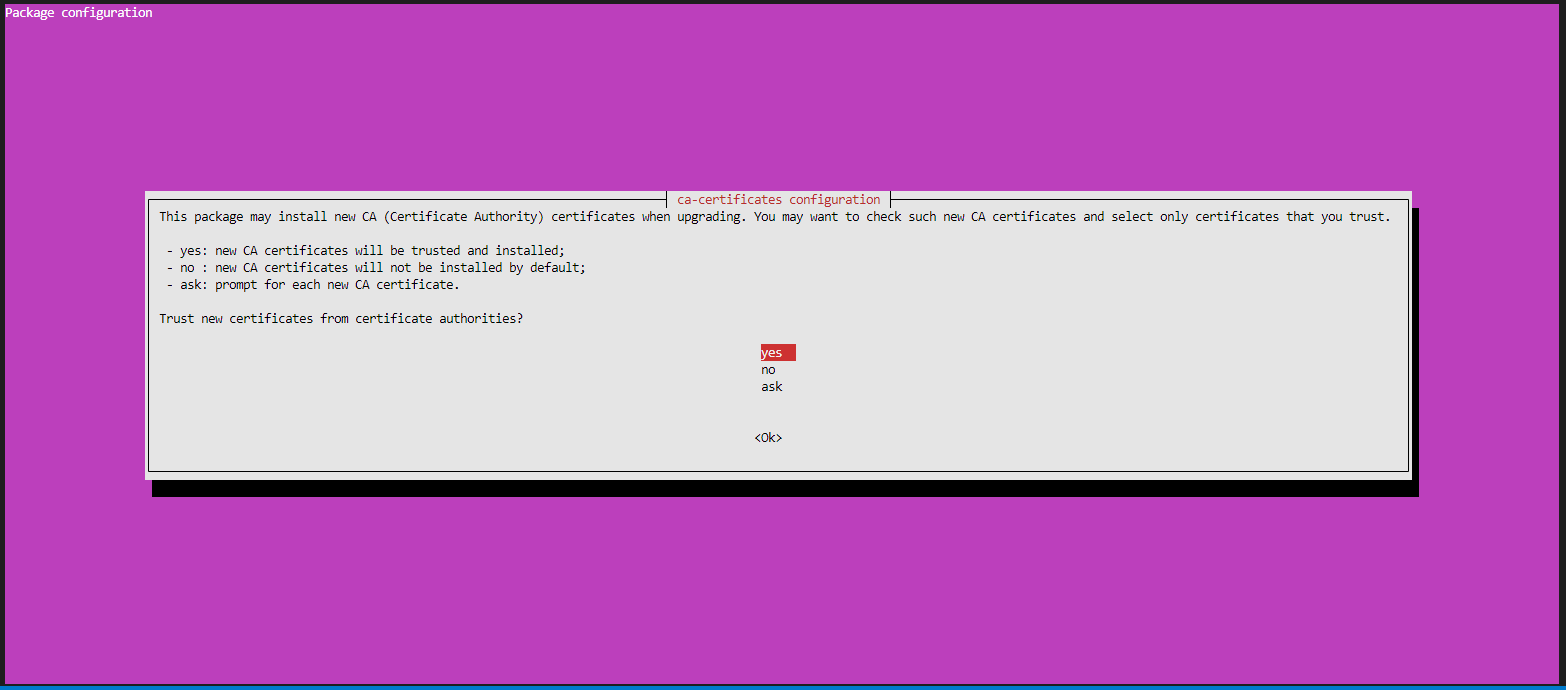 Package configuration
ca-certificates configuration
This package may install new CA (Certificate Authority) certificates when upgrading. You may want to check such new CA certificates and select only certificates that you trust.
- yes: new CA certificates will be trusted and installed;
- no : new CA certificates will not be installed by default;
- ask: prompt for each new CA certificate.
Trust new certificates from certificate authorities?
yes
no
ask
<Ok>